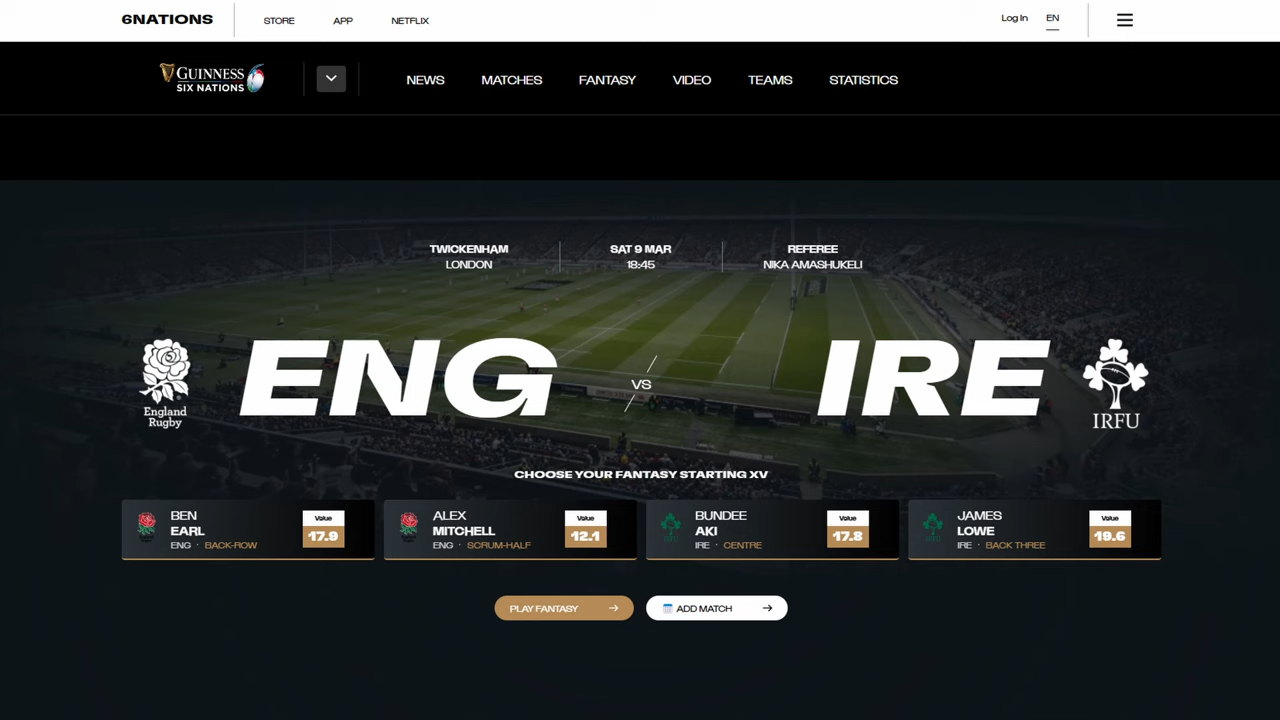 6NATIONS
STORE
APP
NETFLIX
Log In
EN
GUINNESS
SIX NATIONS
NEWS
MATCHES
FANTASY
VIDEO
TEAMS
STATISTICS
TWICKENHAM
LONDON
SAT 9 MAR
18:45
REFEREE
NIKA AMASHUKELI
England
Rugby
ENG
VS
IRE
IRFU
CHOOSE YOUR FANTASY STARTING XV
BEN
EARL
ENG · BACK-ROW
Value
17.9
ALEX
MITCHELL
ENG · SCRUM-HALF
Value
12.1
IRFU
BUNDEE
AKI
IRE · CENTRE
Value
17.8
IRFU
JAMES
LOWE
IRE · BACK THREE
Value
19.6
PLAY FANTASY
ADD MATCH